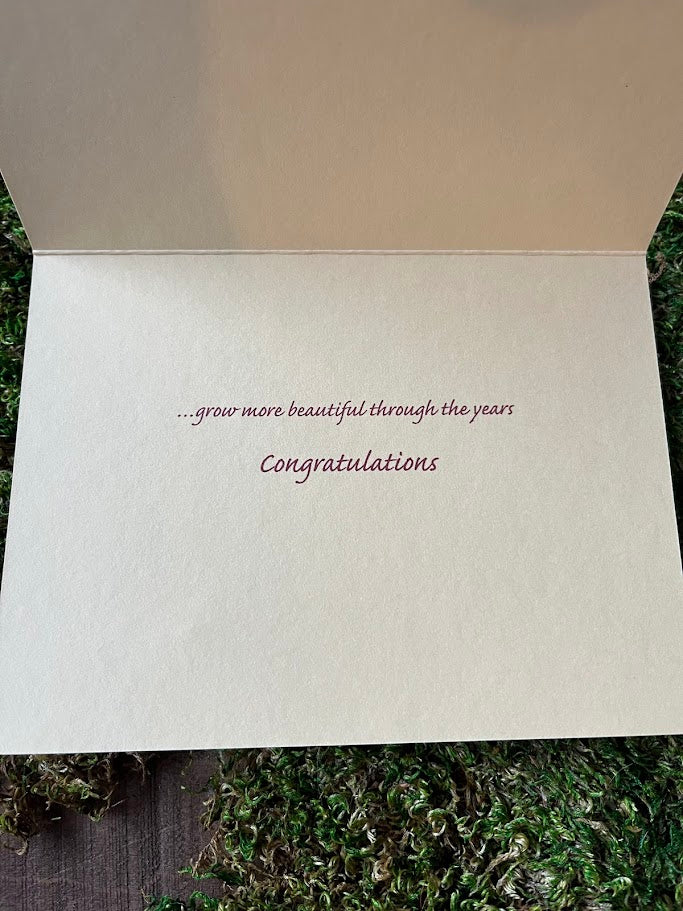 ...grow more beautiful through the years
Congratulations